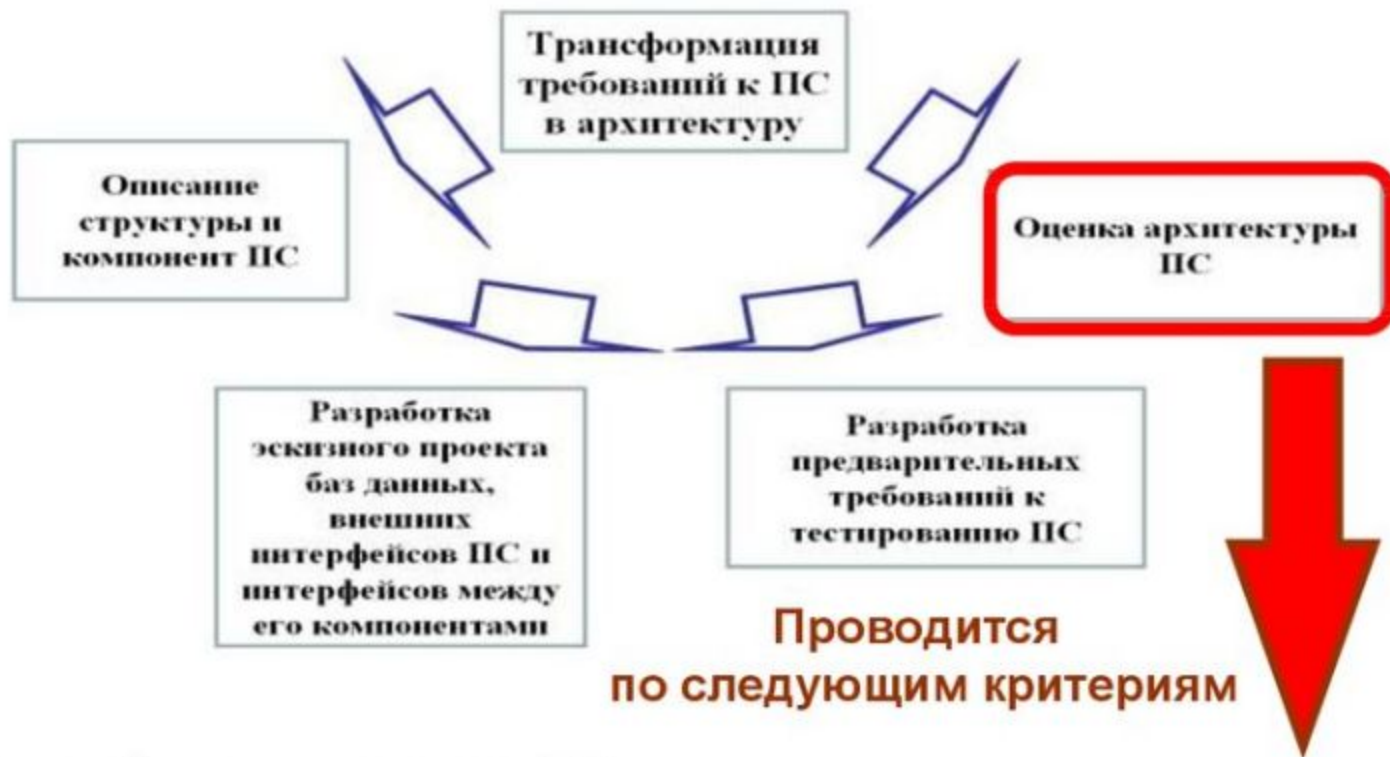 Трансформация
требований к ПС
в архитектуру
Описание
структуры и
компонент ПС
Оценка архитектуры
ПС
Разработка
эскизного проекта
баз данных,
внешних
интерфейсов ПС и
интерфейсов между
его компонентами
Разработка
предварительных
требований к
тестированию ПС
Проводится
по следующим критериям